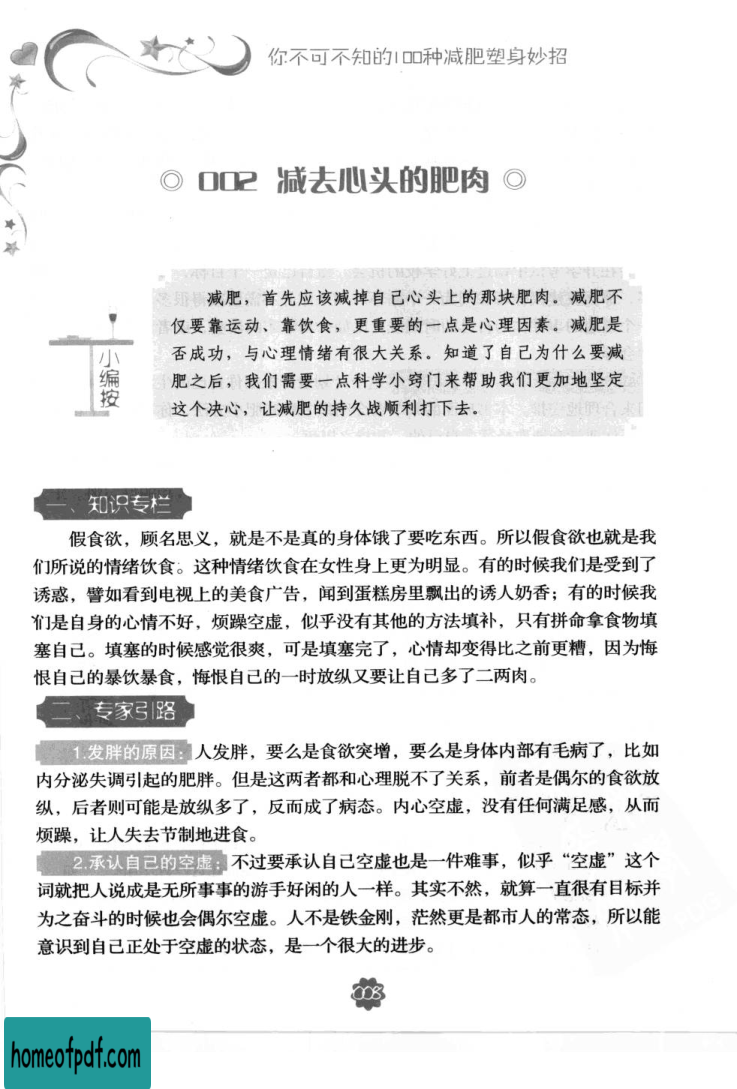 你不可不知的100种减肥塑身妙招
◎ 002 减去心头的肥肉 ◎
减肥，首先应该减掉自己心头上的那块肥肉。减肥不
仅要靠运动、靠饮食，更重要的一点是心理因素。减肥是
否成功，与心理情绪有很大关系。知道了自己为什么要减
肥之后，我们需要一点科学小窍门来帮助我们更加地坚定
这个决心，让减肥的持久战顺利打下去。
小编按
一、知识专栏
假食欲，顾名思义，就是不是真的身体饿了要吃东西。所以假食欲也就是我
们所说的情绪饮食。这种情绪饮食在女性身上更为明显。有的时候我们是受到了
诱惑，譬如看到电视上的美食广告，闻到蛋糕房里飘出的诱人奶香；有的时候我
们是自身的心情不好，烦躁空虚，似乎没有其他的方法填补，只有拼命拿食物填
塞自己。填塞的时候感觉很爽，可是填塞完了，心情却变得比之前更糟，因为悔
恨自己的暴饮暴食，悔恨自己的一时放纵又要让自己多了二两肉。
二、专家引路
1.发胖的原因：人发胖，要么是食欲突增，要么是身体内部有毛病了，比如
内分泌失调引起的肥胖。但是这两者都和心理脱不了关系，前者是偶尔的食欲放
纵，后者则可能是放纵多了，反而成了病态。内心空虚，没有任何满足感，从而
烦躁，让人失去节制地进食。
2.承认自己的空虚：不过要承认自己空虚也是一件难事，似乎“空虚”这个
词就把人说成是无所事事的游手好闲的人一样。其实不然，就算一直很有目标并
为之奋斗的时候也会偶尔空虚。人不是铁金刚，茫然更是都市人的常态，所以能
意识到自己正处于空虚的状态，是一个很大的进步。
008
homeofpdf.com